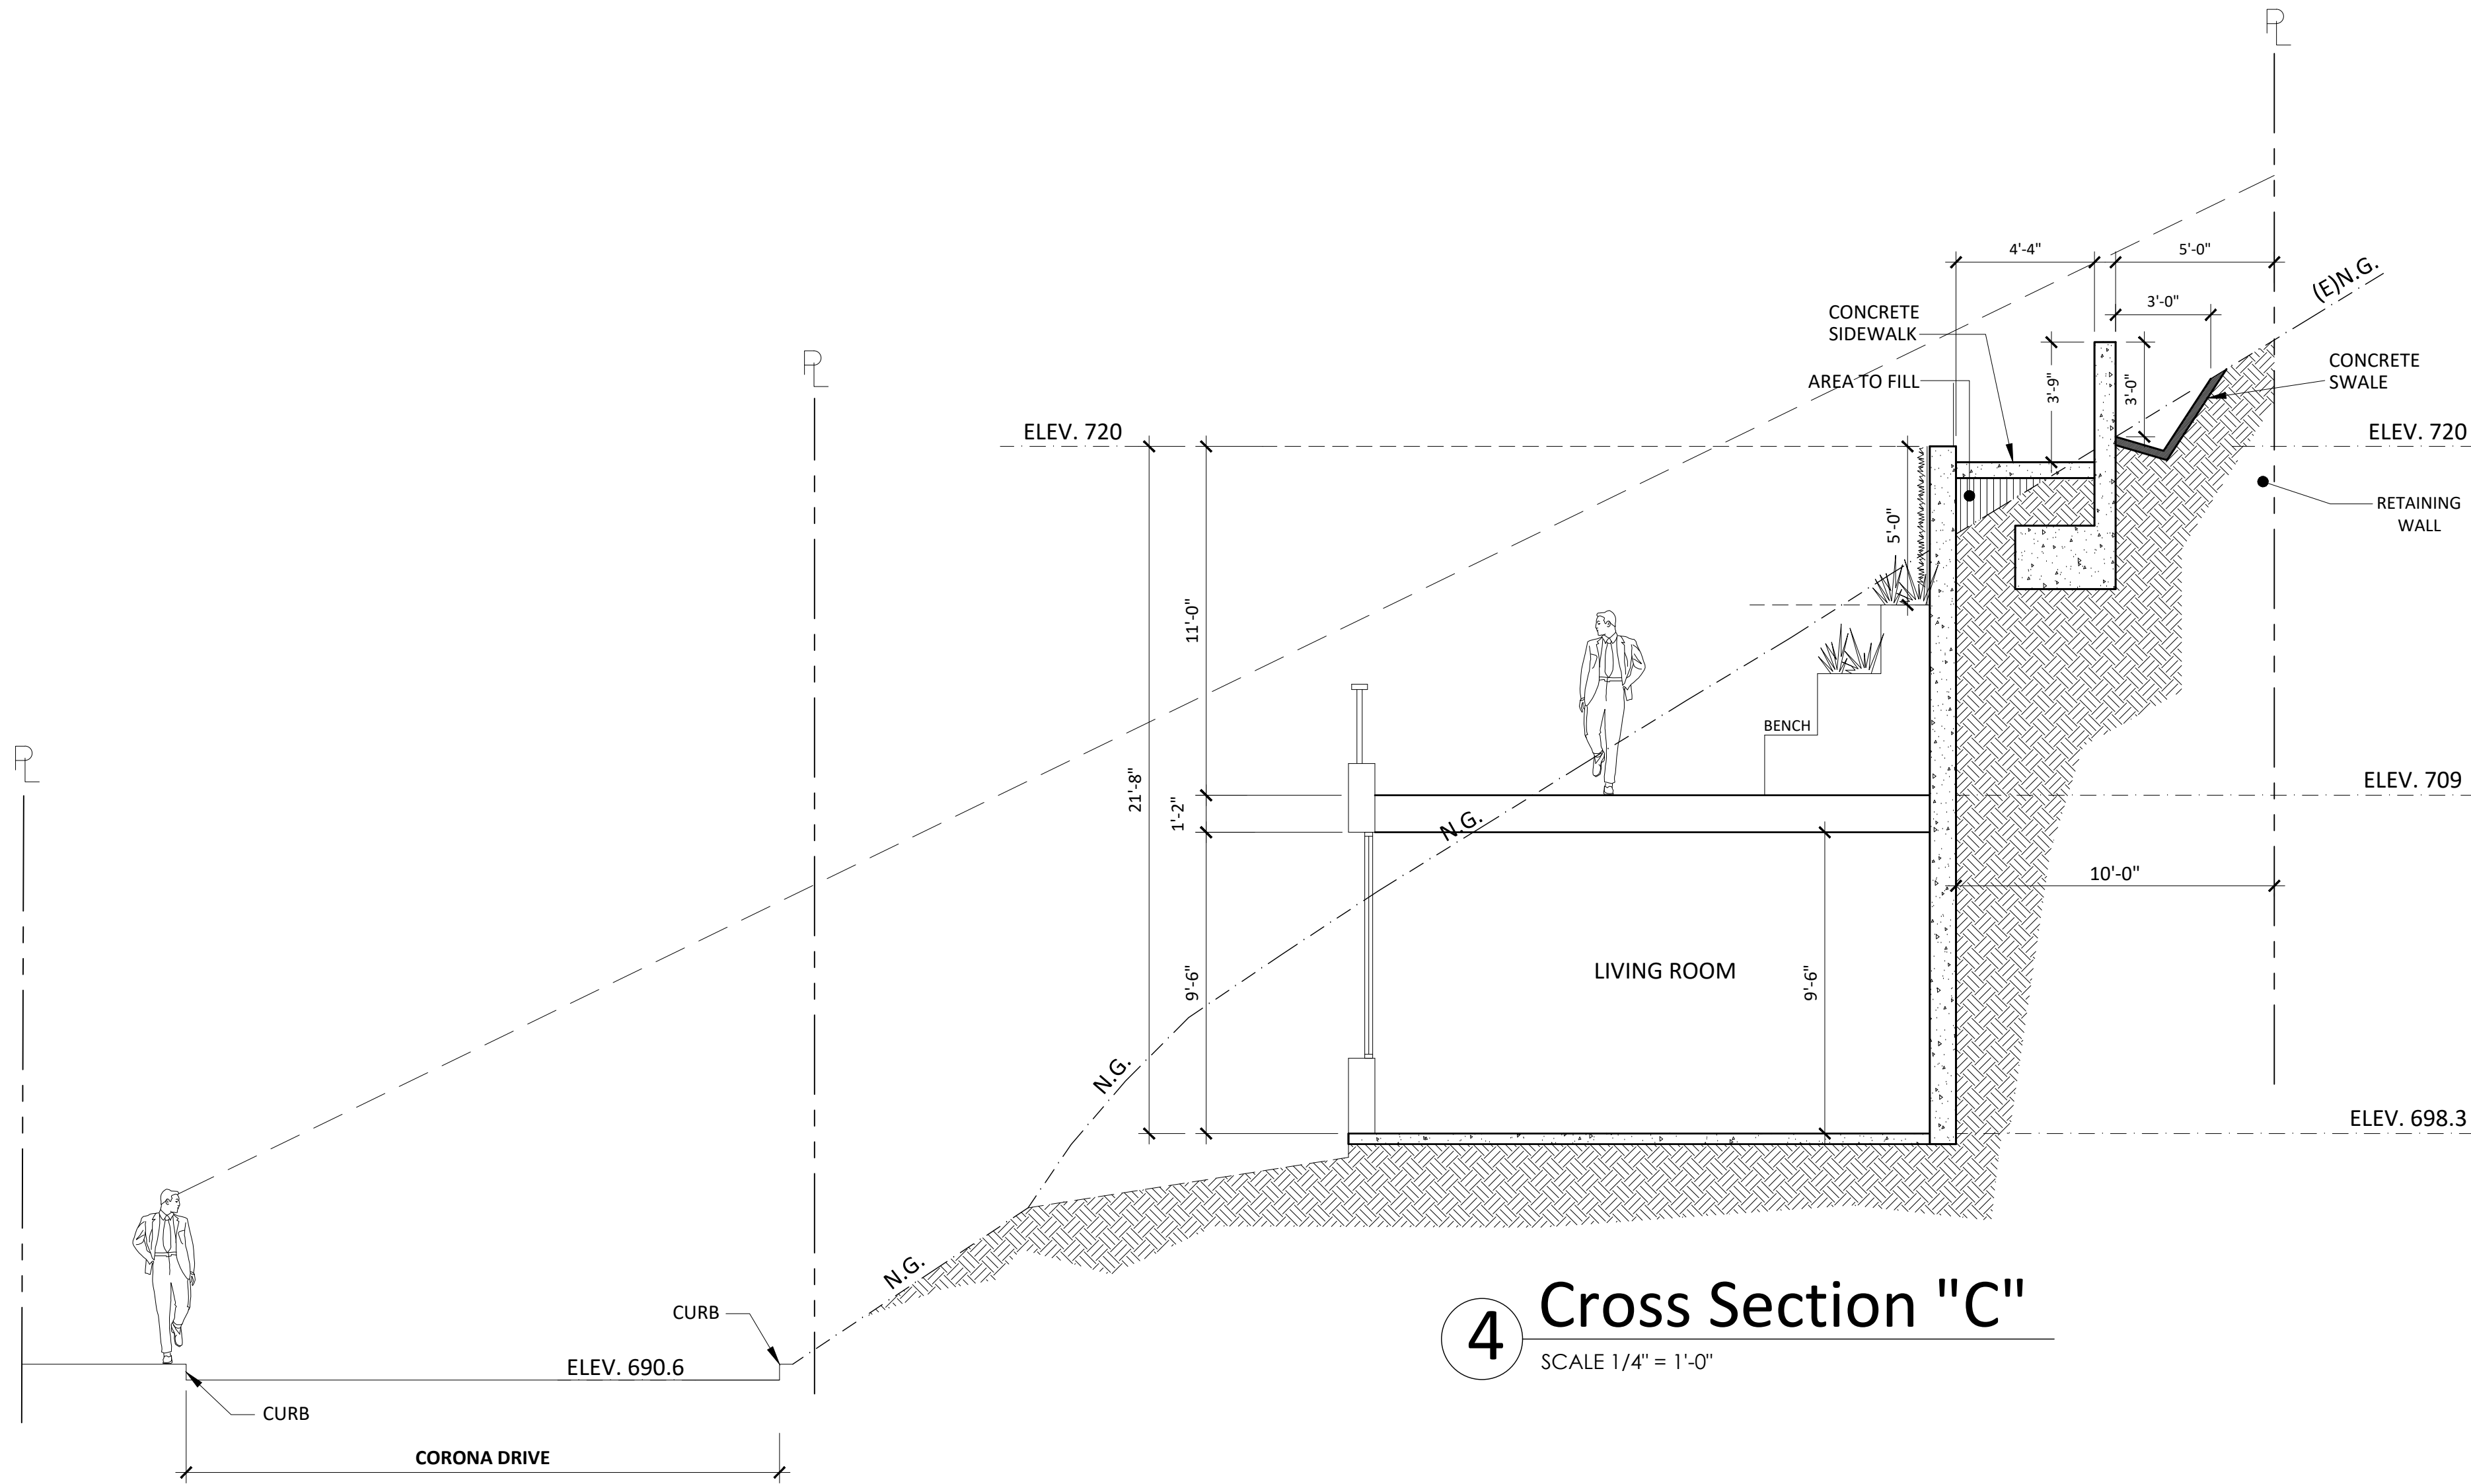 PL
PL
PL
4'-4"
5'-0"
3'-0"
(E)N.G.
CONCRETE
SIDEWALK
AREA TO FILL
3'-9"
3'-0"
CONCRETE
SWALE
ELEV. 720
ELEV. 720
RETAINING
WALL
5'-0"
11'-0"
BENCH
21'-8"
1'-2"
N.G.
ELEV. 709
10'-0"
9'-6"
LIVING ROOM
9'-6"
N.G.
ELEV. 698.3
N.G.
CURB
ELEV. 690.6
CURB
CORONA DRIVE
4
Cross Section "C"
SCALE 1/4" = 1'-0"